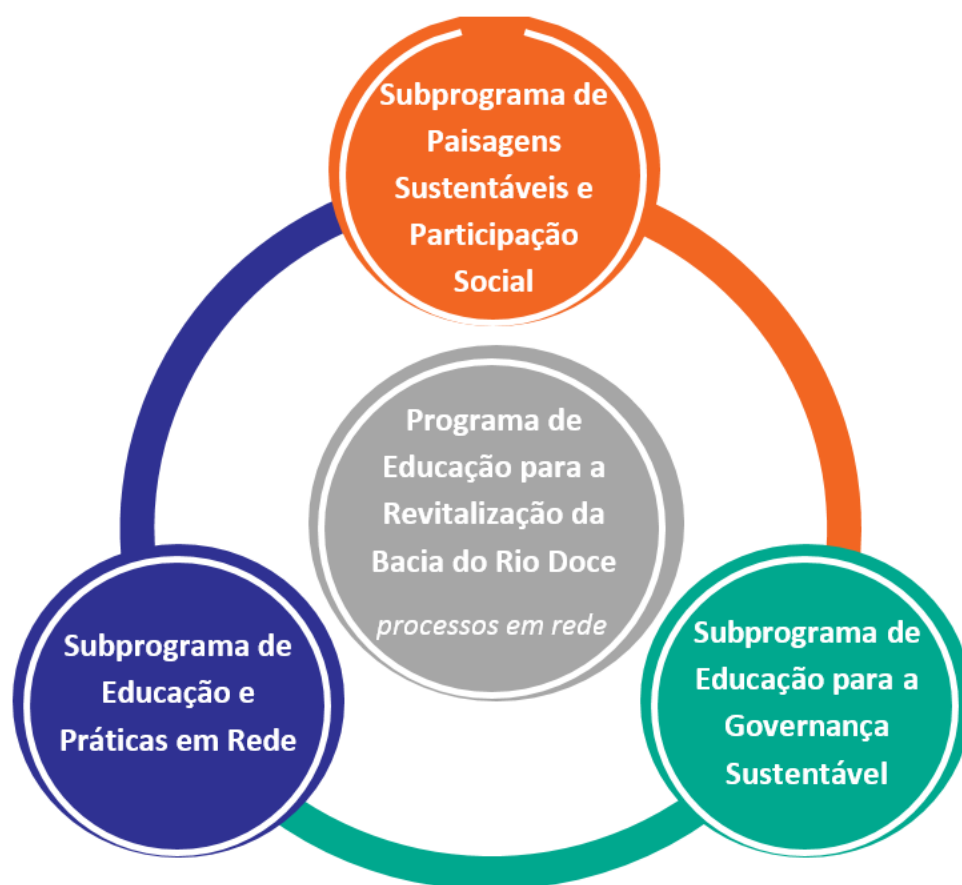 Subprograma de
Paisagens
Sustentáveis e
Participação
Social
Programa de
Educação para a
Revitalização da
Bacia do Rio Doce
processos em rede
Subprograma de
Educação e
Práticas em Rede
Subprograma de
Educação para a
Governança
Sustentável